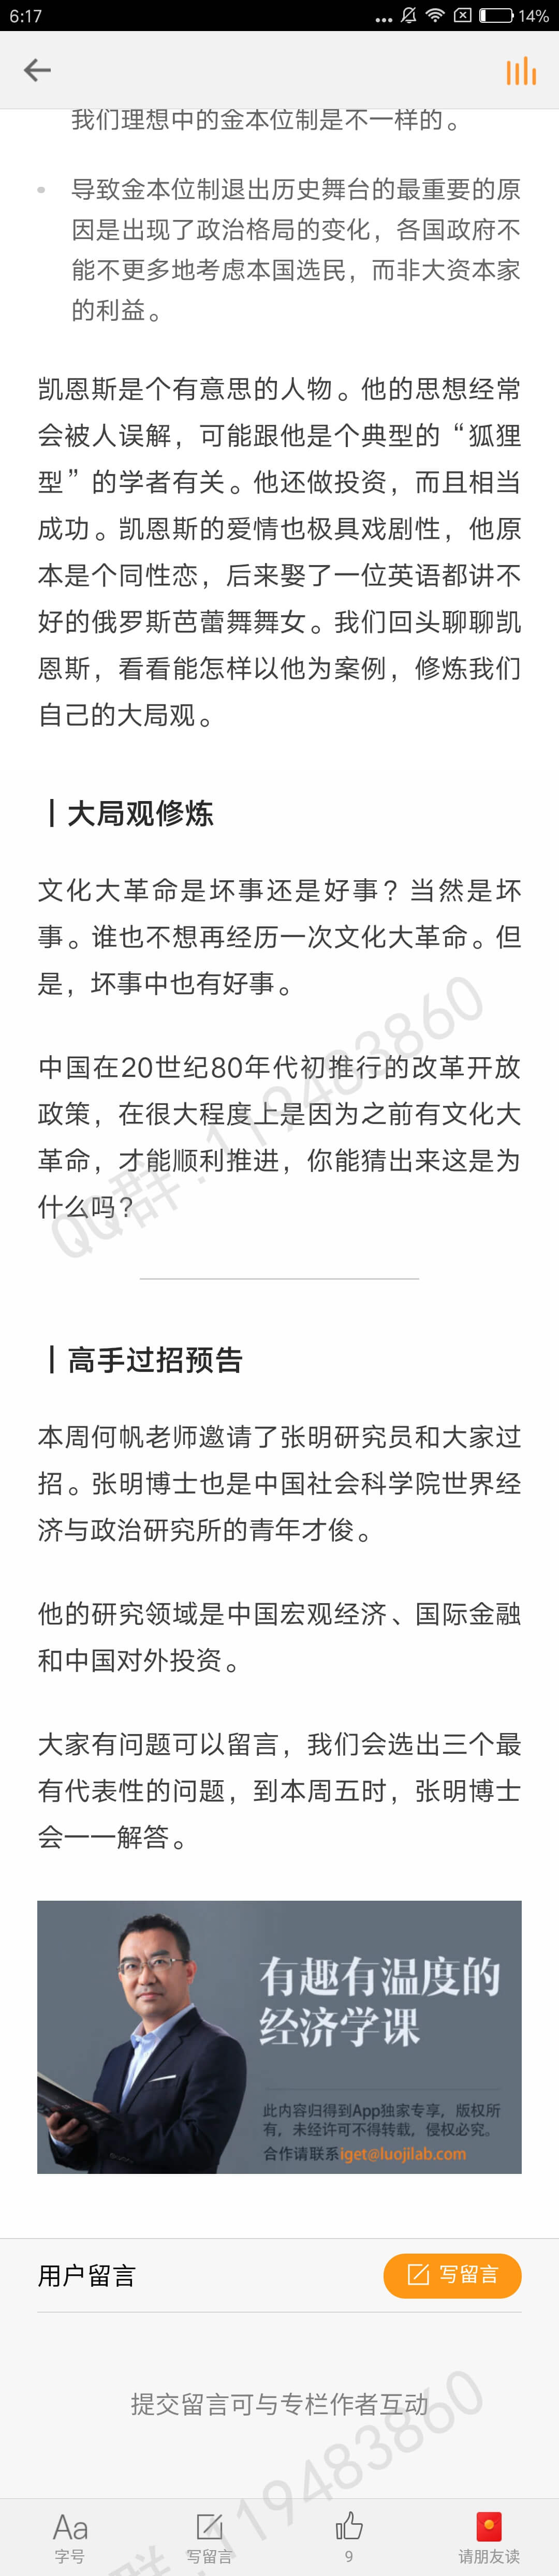 6:17
14%
我们理想中的金本位制是不一样的。
导致金本位制退出历史舞台的最重要的原
因是出现了政治格局的变化，各国政府不
能不更多地考虑本国选民，而非大资本家
的利益。
凯恩斯是个有意思的人物。他的思想经常
会被人误解，可能跟他是个典型的“狐狸
型”的学者有关。他还做投资，而且相当
成功。凯恩斯的爱情也极具戏剧性，他原
本是个同性恋，后来娶了一位英语都讲不
好的俄罗斯芭蕾舞舞女。我们回头聊聊凯
恩斯，看看能怎样以他为案例，修炼我们
自己的大局观。
丨大局观修炼
文化大革命是坏事还是好事？当然是坏
事。谁也不想再经历一次文化大革命。但
是，坏事中也有好事。
中国在20世纪80年代初推行的改革开放
政策，在很大程度上是因为之前有文化大
革命，才能顺利推进，你能猜出来这是为
什么吗？
QQ群:119483860
丨高手过招预告
本周何帆老师邀请了张明研究员和大家过
招。张明博士也是中国社会科学院世界经
济与政治研究所的青年才俊。
他的研究领域是中国宏观经济、国际金融
和中国对外投资。
大家有问题可以留言，我们会选出三个最
有代表性的问题，到本周五时，张明博士
会一一解答。
有趣有温度的
经济学课
此内容归得到App独家专享，版权所
有，未经许可不得转载，侵权必究。
合作请联系iget@luojilab.com
用户留言
写留言
提交留言可与专栏作者互动
群:119483860
Aa
字号
写留言
9
请朋友读